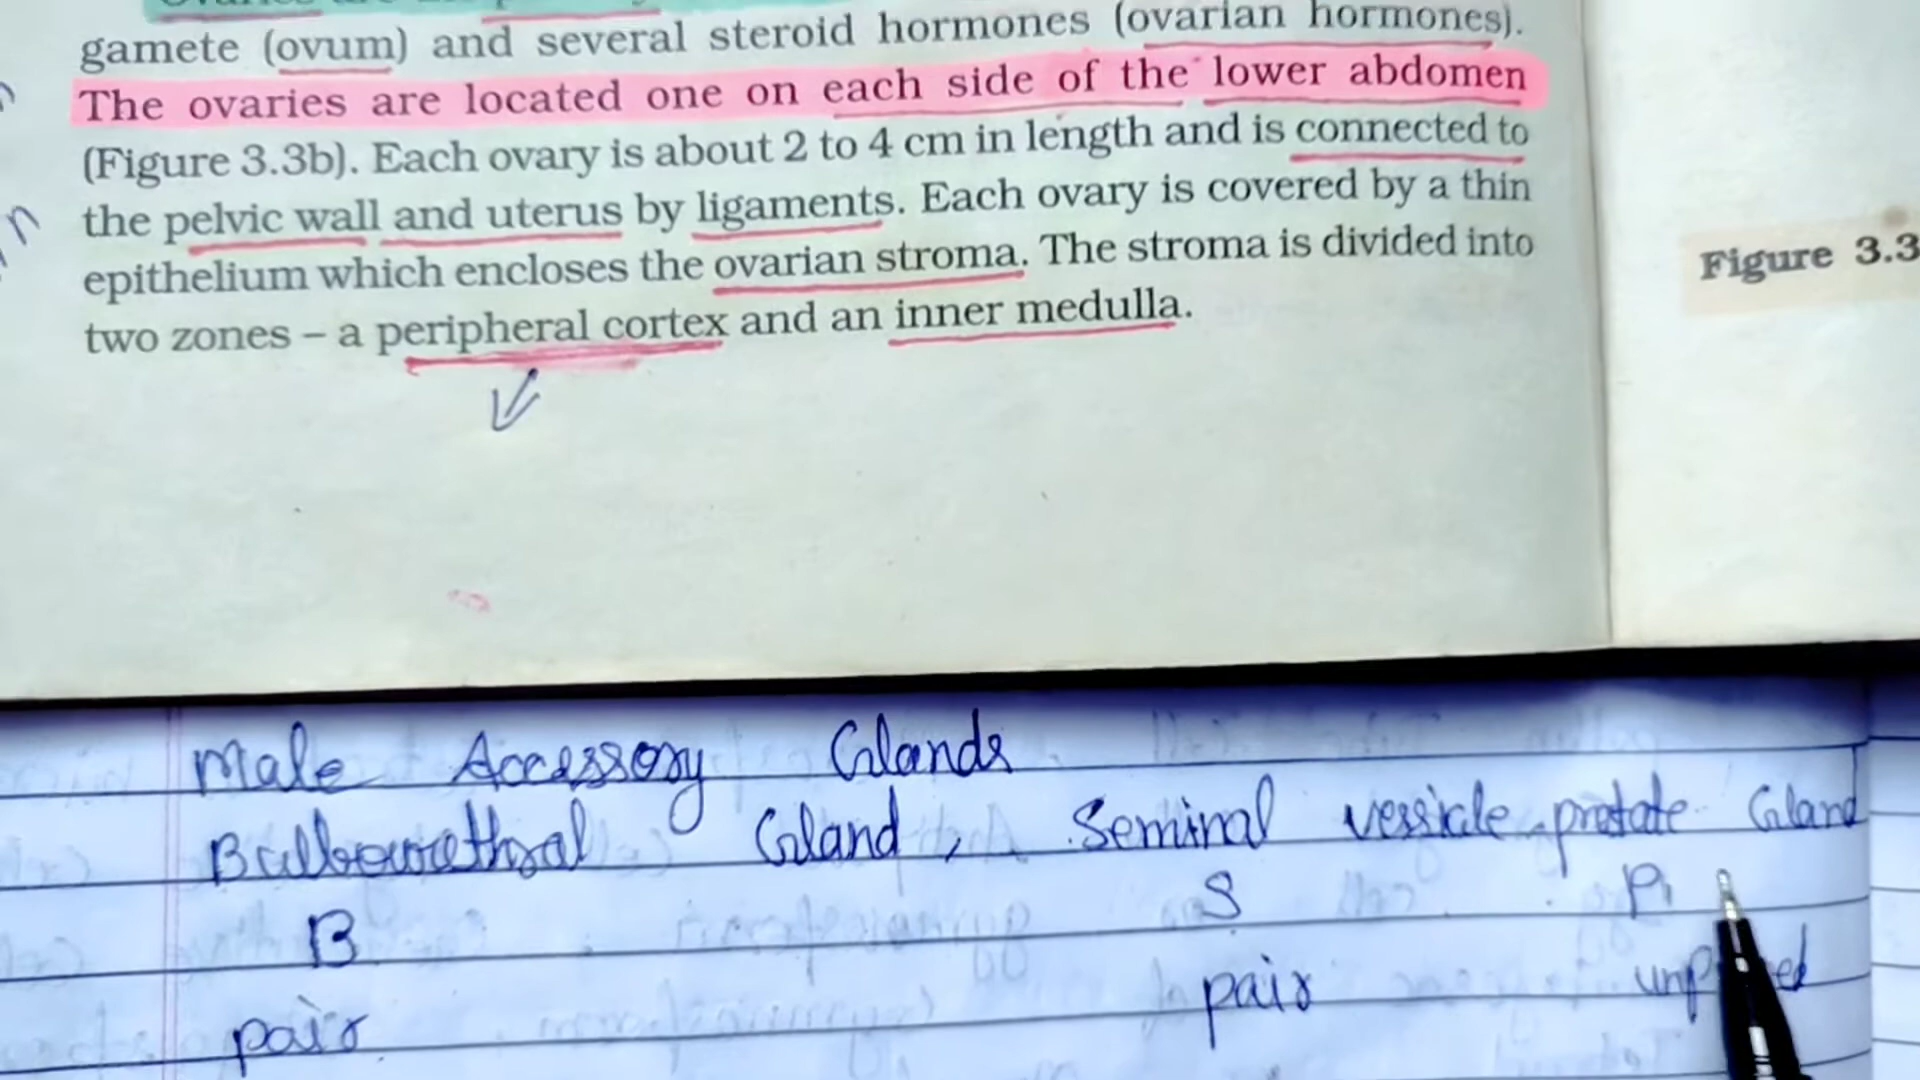 gamete (ovum) and several steroid hormones (ovarian hormones).
The ovaries are located one on each side of the lower abdomen
(Figure 3.3b). Each ovary is about 2 to 4 cm in length and is connected to
the pelvic wall and uterus by ligaments. Each ovary is covered by a thin
epithelium which encloses the ovarian stroma. The stroma is divided into
two zones – a peripheral cortex and an inner medulla.
Figure 3.3
Male Accessory Glands
Bulbourethral Gland, Seminal vessicle prostate Gland
B S P
pair pair